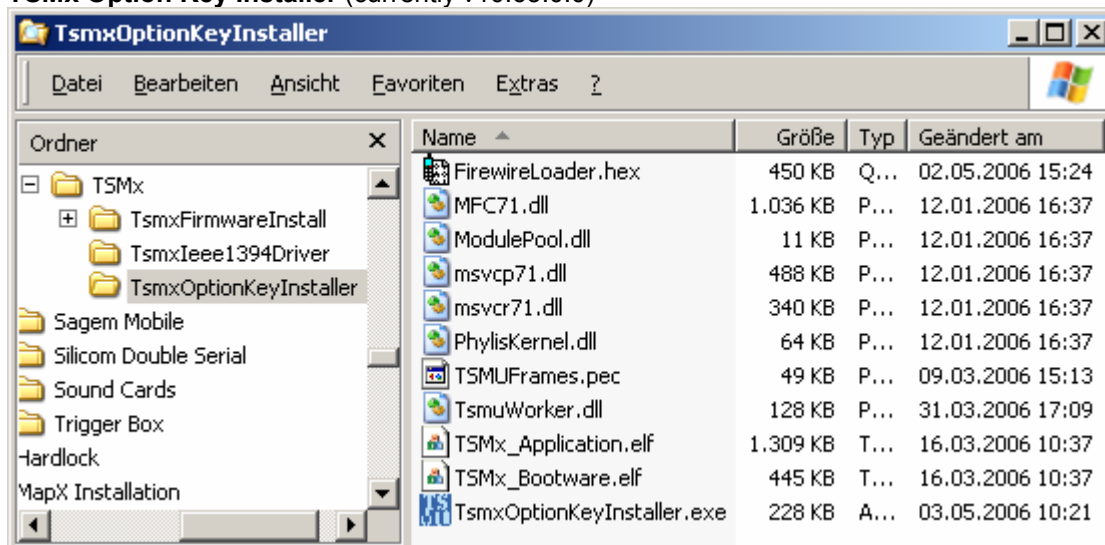 TSMx Option Key Installer (currently
TsmxOptionKeyInstaller
Datei Bearbeiten Ansicht Favoriten Extras ?
Ordner
Name Größe Typ Geändert am
TSMx
TsmxFirmwareInstall
TsmxIeee1394Driver
TsmxOptionKeyInstaller
Sagem Mobile
Silicom Double Serial
Sound Cards
Trigger Box
Hardlock
MapX Installation
FirewireLoader.hex 450 KB Q... 02.05.2006 15:24
MFC71.dll 1.036 KB P... 12.01.2006 16:37
ModulePool.dll 11 KB P... 12.01.2006 16:37
msvcp71.dll 488 KB P... 12.01.2006 16:37
msvcr71.dll 340 KB P... 12.01.2006 16:37
PhylisKernel.dll 64 KB P... 12.01.2006 16:37
TSMUFrames.pec 49 KB P... 09.03.2006 15:13
TsmuWorker.dll 128 KB P... 31.03.2006 17:09
TSMx_Application.elf 1.309 KB T... 16.03.2006 10:37
TSMx_Bootware.elf 445 KB T... 16.03.2006 10:37
TsmxOptionKeyInstaller.exe 228 KB A... 03.05.2006 10:21